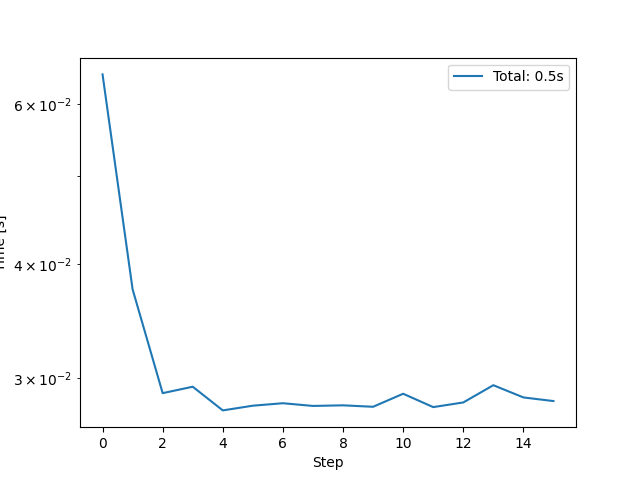 Total: 0.5s
6 × 10⁻²
4 × 10⁻²
3 × 10⁻²
Time [s]
0 2 4 6 8 10 12 14
Step